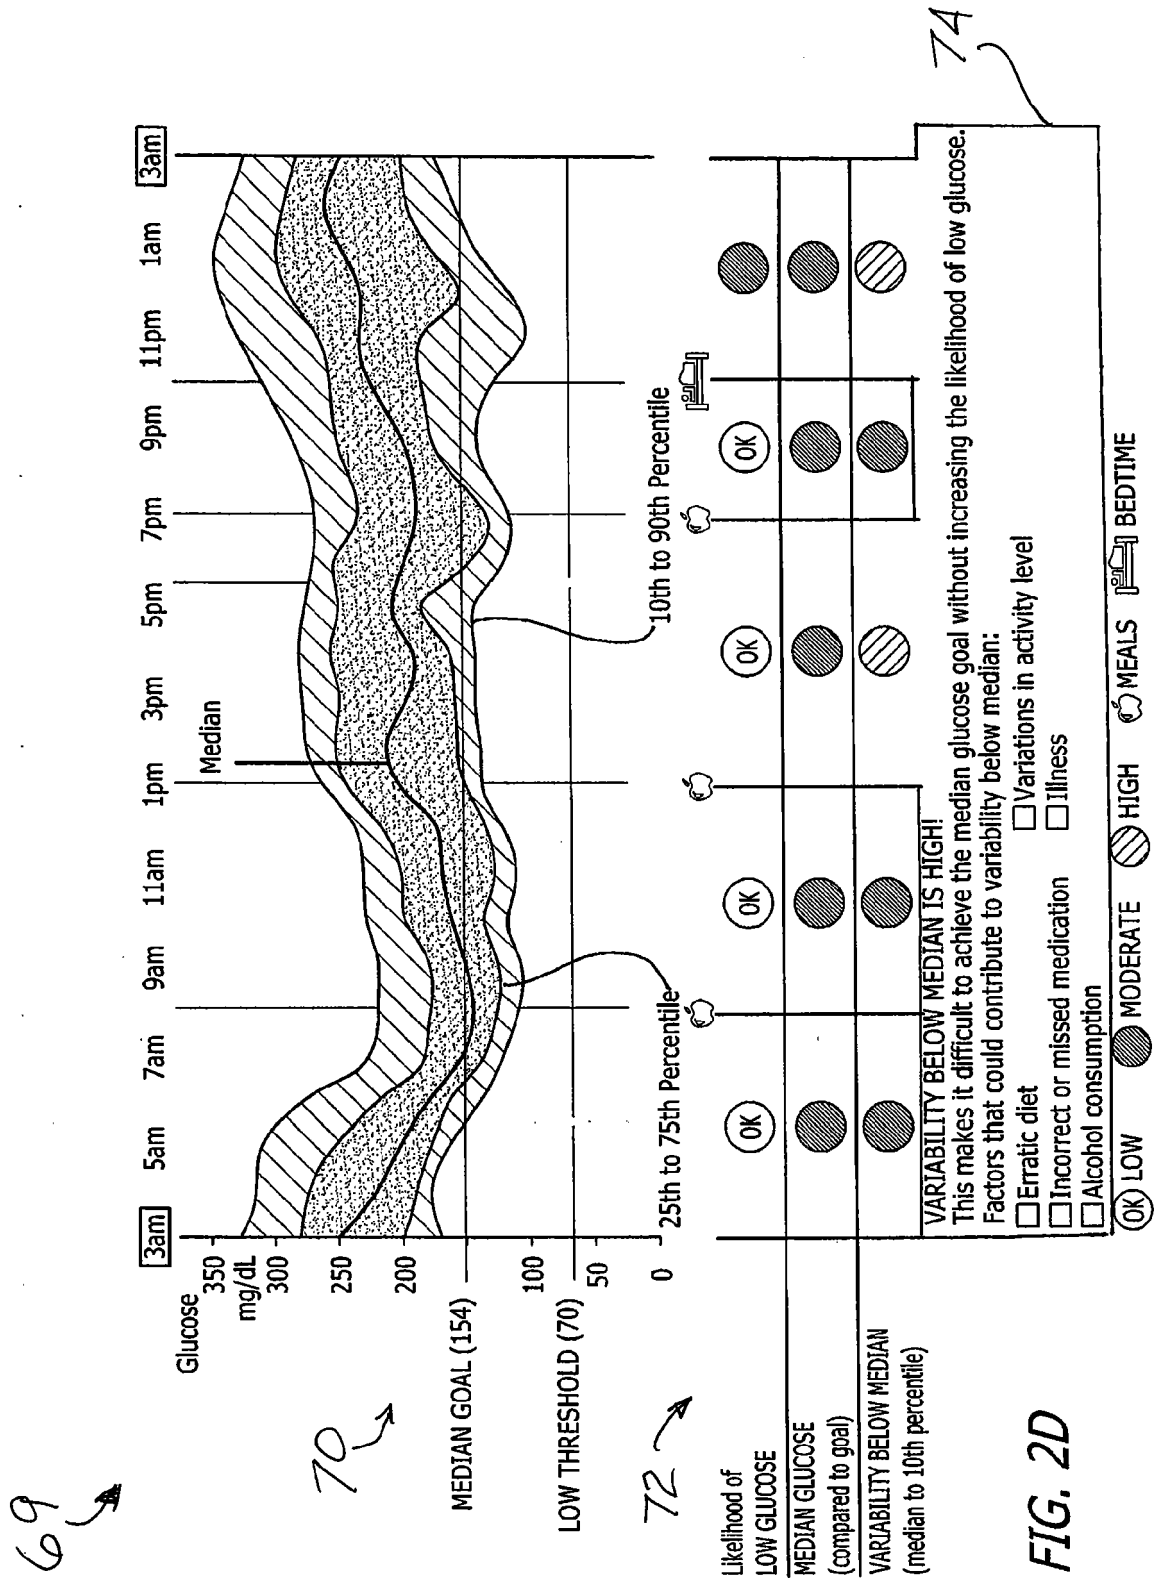 69
70
Glucose
mg/dL
3am 5am 7am 9am 11am 1pm 3pm 5pm 7pm 9pm 11pm 1am 3am
350
300
250
200
MEDIAN GOAL (154)
100
LOW THRESHOLD (70)
50
0
Median
25th to 75th Percentile
10th to 90th Percentile
72
Likelihood of
LOW GLUCOSE
OK OK OK OK
MEDIAN GLUCOSE
(compared to goal)
VARIABILITY BELOW MEDIAN
(median to 10th percentile)
74
VARIABILITY BELOW MEDIAN IS HIGH!
This makes it difficult to achieve the median glucose goal without increasing the likelihood of low glucose.
Factors that could contribute to variability below median:
Erratic diet Variations in activity level
Incorrect or missed medication Illness
Alcohol consumption
OK LOW MODERATE HIGH MEALS BEDTIME
FIG. 2D